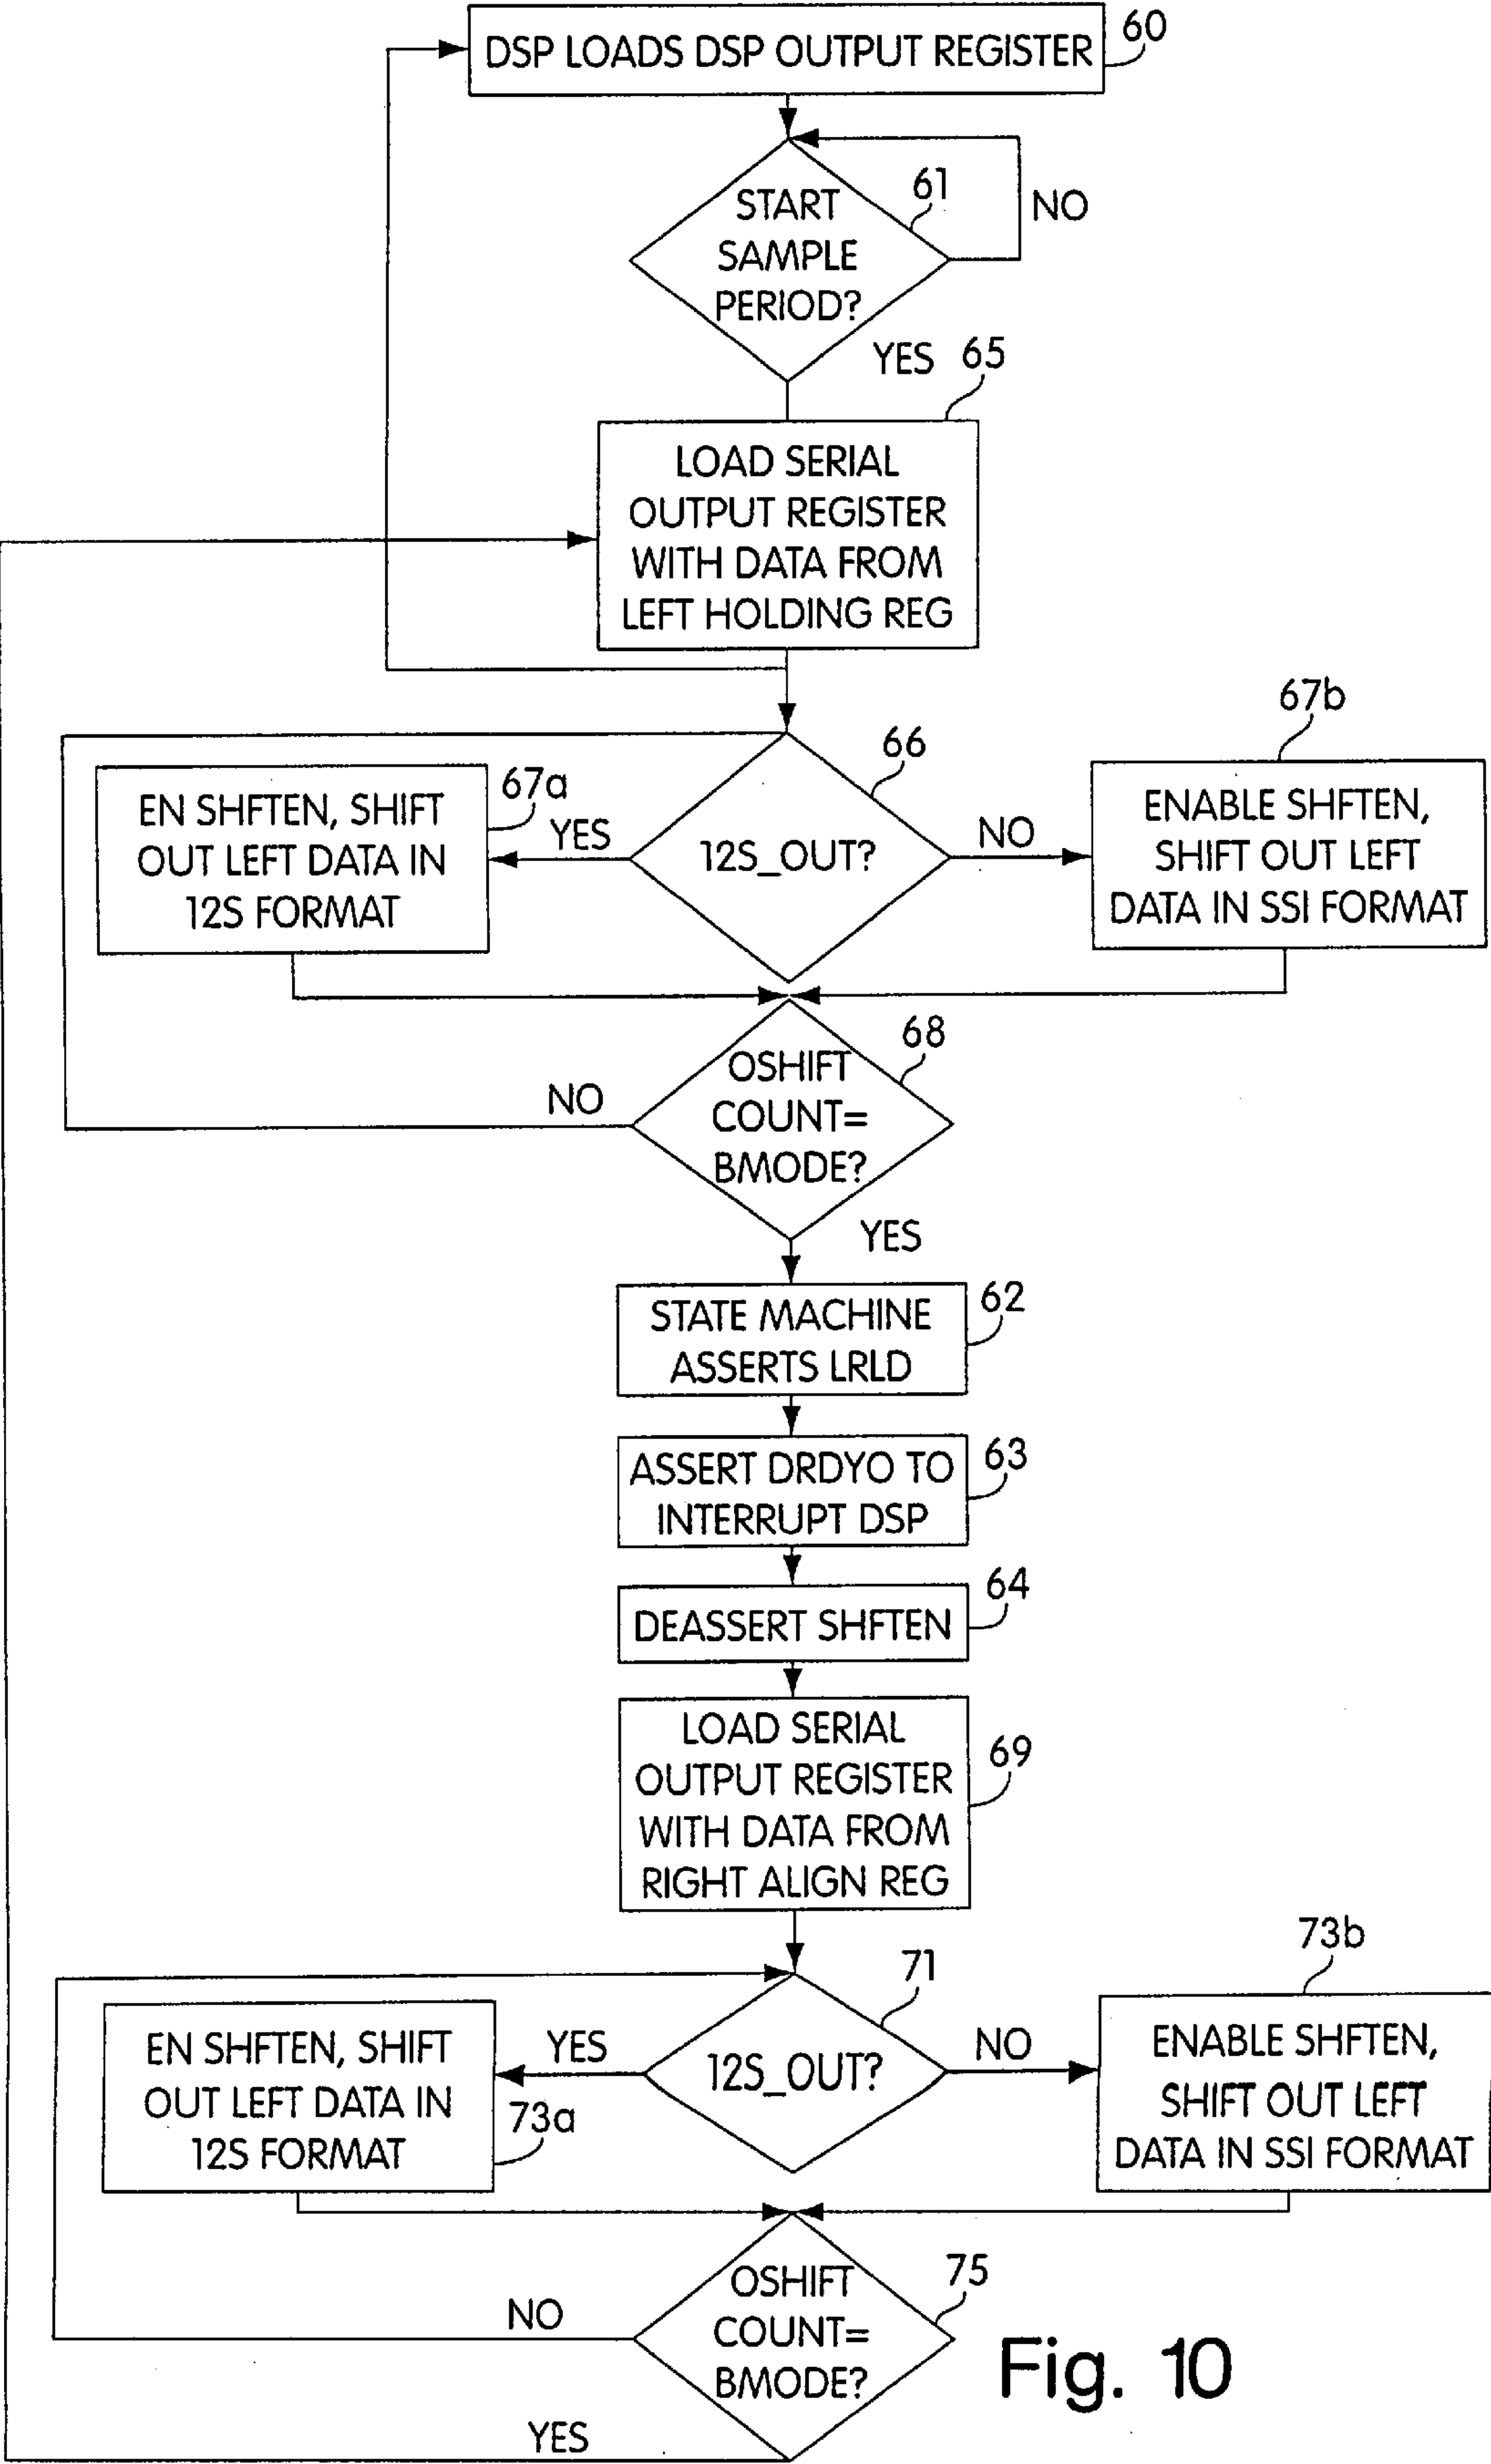 DSP LOADS DSP OUTPUT REGISTER
60
START
SAMPLE
PERIOD?
61
NO
YES
65
LOAD SERIAL
OUTPUT REGISTER
WITH DATA FROM
LEFT HOLDING REG
66
12S_OUT?
YES
67a
EN SHFTEN, SHIFT
OUT LEFT DATA IN
12S FORMAT
NO
67b
ENABLE SHFTEN,
SHIFT OUT LEFT
DATA IN SSI FORMAT
68
OSHIFT
COUNT=
BMODE?
NO
YES
STATE MACHINE
ASSERTS LRLD
62
ASSERT DRDYO TO
INTERRUPT DSP
63
DEASSERT SHFTEN
64
LOAD SERIAL
OUTPUT REGISTER
WITH DATA FROM
RIGHT ALIGN REG
69
71
12S_OUT?
YES
EN SHFTEN, SHIFT
OUT LEFT DATA IN
12S FORMAT
73a
NO
73b
ENABLE SHFTEN,
SHIFT OUT LEFT
DATA IN SSI FORMAT
OSHIFT
COUNT=
BMODE?
75
NO
YES
Fig. 10